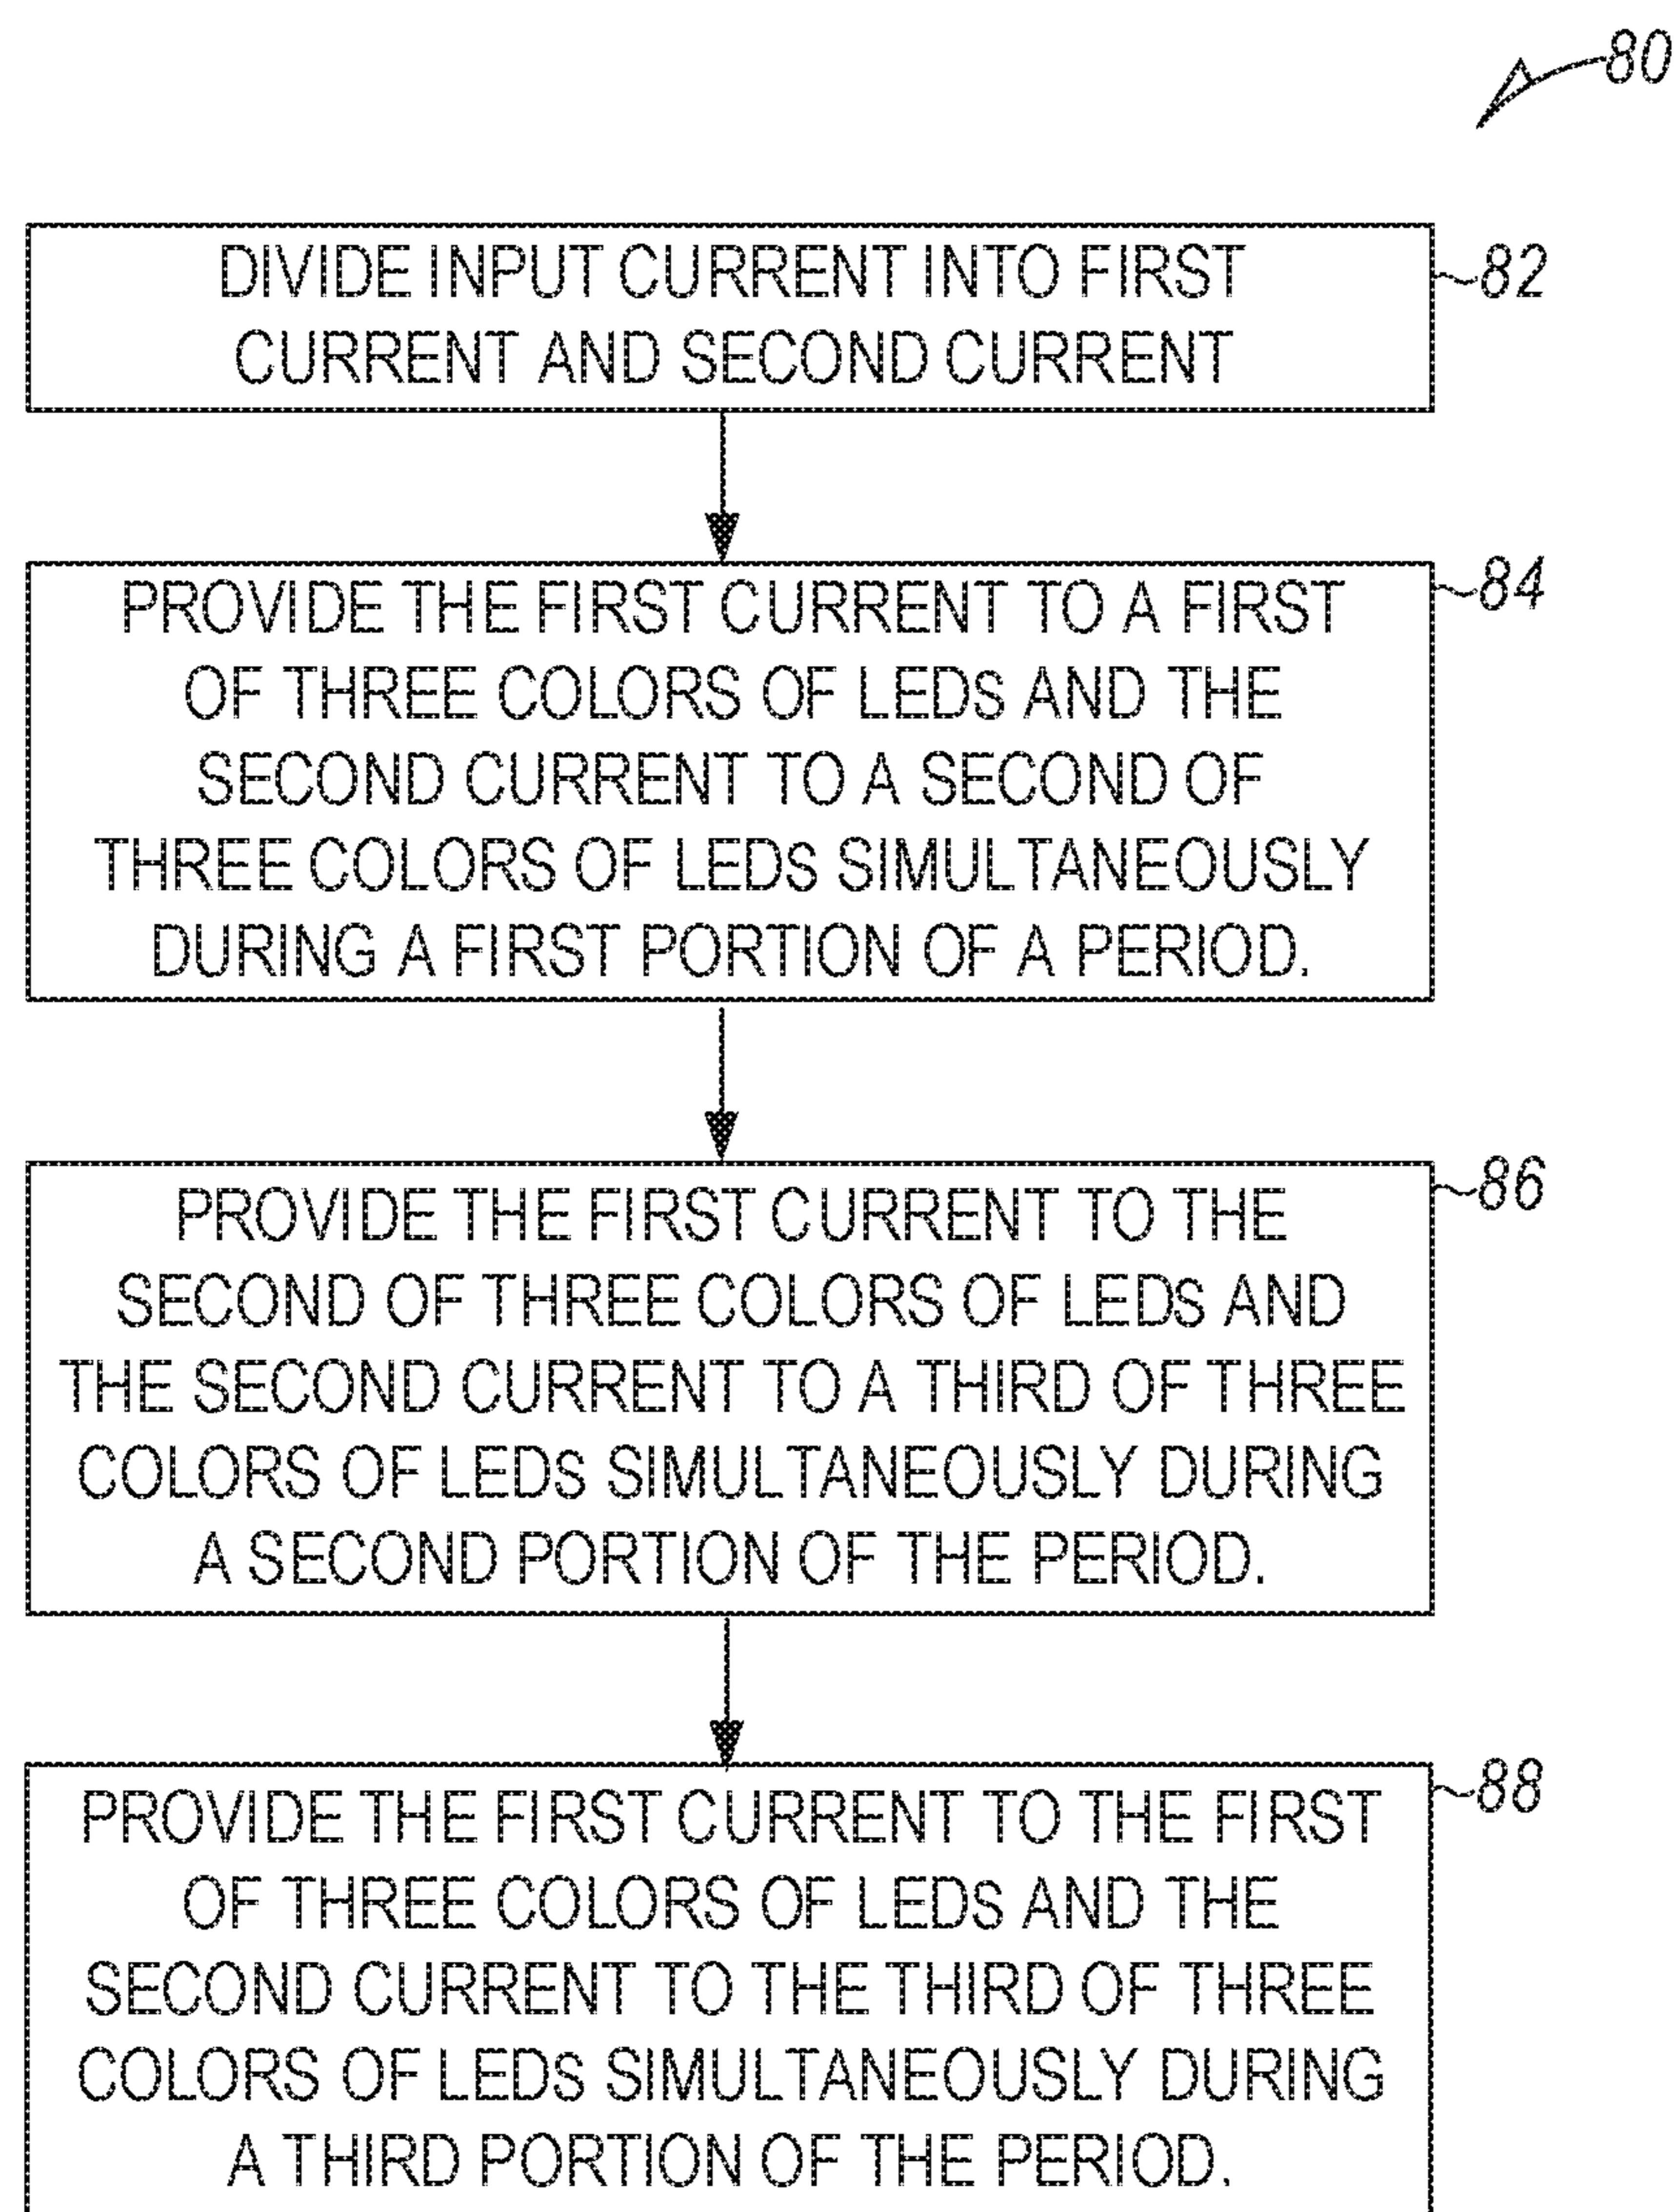 80
DIVIDE INPUT CURRENT INTO FIRST
CURRENT AND SECOND CURRENT
82
PROVIDE THE FIRST CURRENT TO A FIRST
OF THREE COLORS OF LEDs AND THE
SECOND CURRENT TO A SECOND OF
THREE COLORS OF LEDs SIMULTANEOUSLY
DURING A FIRST PORTION OF A PERIOD.
84
PROVIDE THE FIRST CURRENT TO THE
SECOND OF THREE COLORS OF LEDs AND
THE SECOND CURRENT TO A THIRD OF THREE
COLORS OF LEDs SIMULTANEOUSLY DURING
A SECOND PORTION OF THE PERIOD.
86
PROVIDE THE FIRST CURRENT TO THE FIRST
OF THREE COLORS OF LEDs AND THE
SECOND CURRENT TO THE THIRD OF THREE
COLORS OF LEDs SIMULTANEOUSLY DURING
A THIRD PORTION OF THE PERIOD.
88